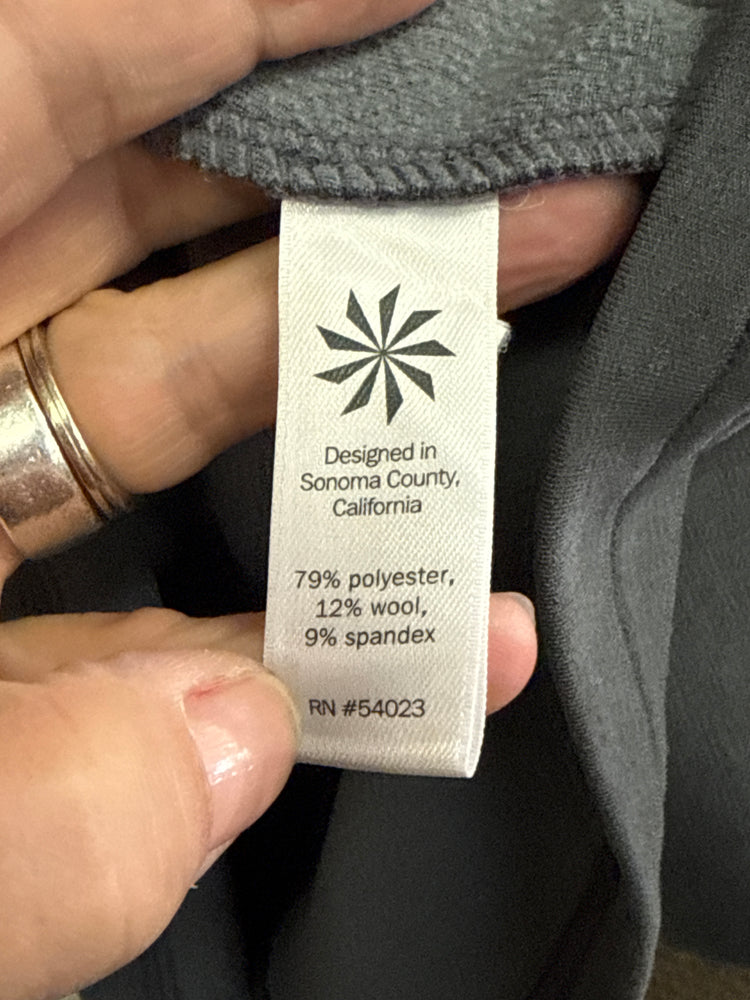 Designed in
Sonoma County,
California
79% polyester,
12% wool,
9% spandex
RN #54023